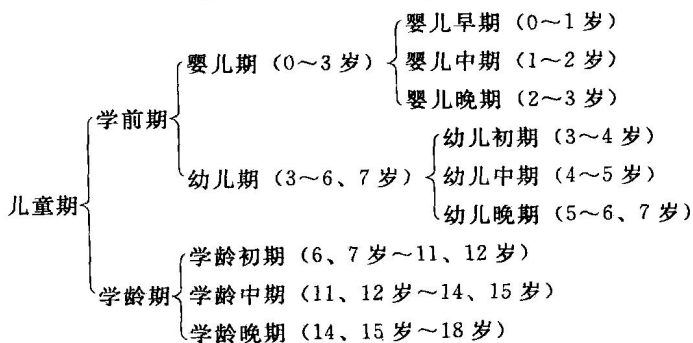 婴儿早期（0～1岁）
婴儿期（0～3岁）
婴儿中期（1～2岁）
婴儿晚期（2～3岁）
学前期
幼儿初期（3～4岁）
幼儿期（3～6、7岁）
幼儿中期（4～5岁）
幼儿晚期（5～6、7岁）
儿童期
学龄初期（6、7岁～11、12岁）
学龄期
学龄中期（11、12岁～14、15岁）
学龄晚期（14、15岁～18岁）